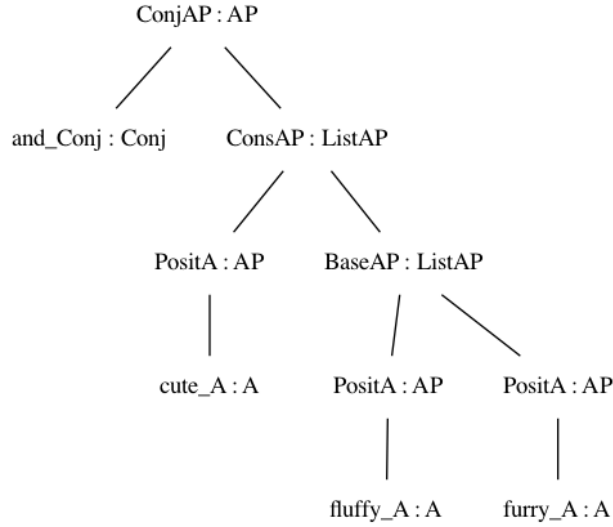 ConjAP : AP
and_Conj : Conj ConsAP : ListAP
PositA : AP BaseAP : ListAP
cute_A : A PositA : AP PositA : AP
fluffy_A : A furry_A : A